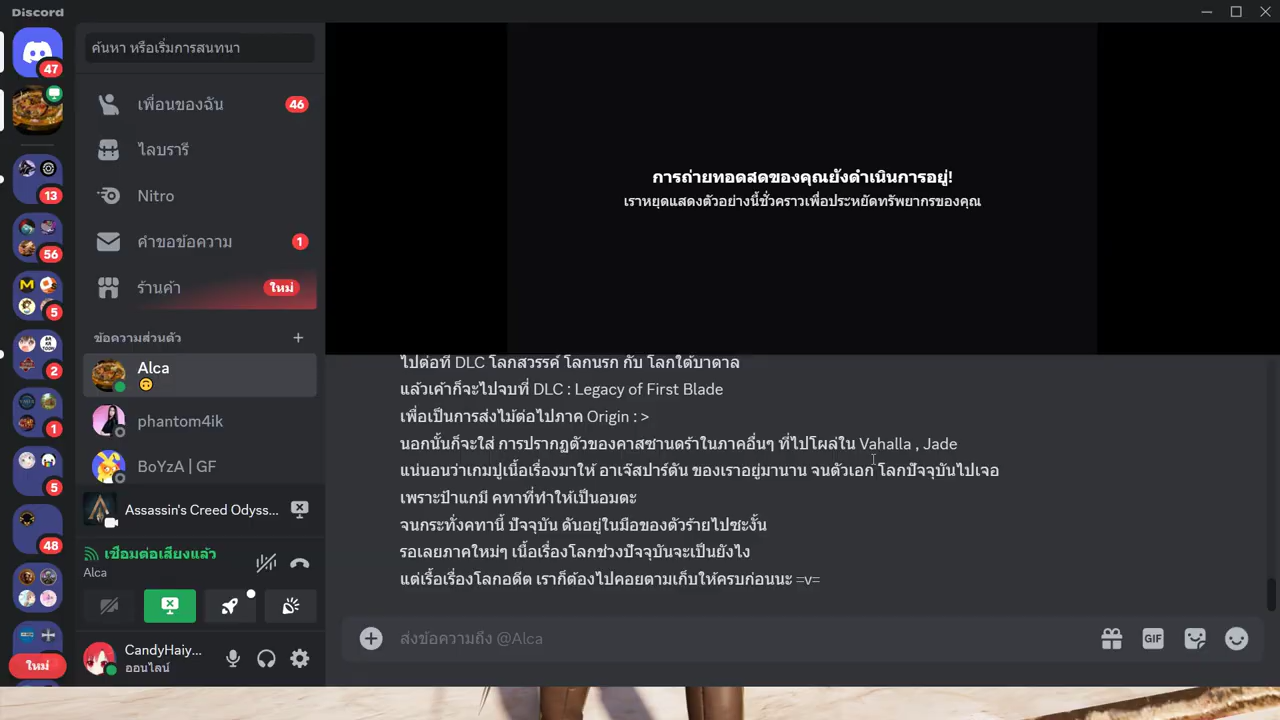 Discord
ค้นหา หรือเริ่มการสนทนา
47
เพื่อนของฉัน
46
ไลบรารี
13
Nitro
56
คำขอข้อความ
1
M
5
ร้านค้า
ใหม่
ข้อความส่วนตัว
2
Alca
1
phantom4ik
5
BoYzA | GF
48
Assassin's Creed Odyss...
เชื่อมต่อเสียงแล้ว
Alca
CandyHaiy...
ออนไลน์
ใหม่
การถ่ายทอดสดของคุณยังดำเนินการอยู่!
เราหยุดแสดงตัวอย่างนี้ชั่วคราวเพื่อประหยัดทรัพยากรของคุณ
ไปต่อที่ DLC โลกสวรรค์ โลกนรก กับ โลกใต้บาดาล
แล้วเค้าก็จะไปจบที่ DLC : Legacy of First Blade
เพื่อเป็นการส่งไม้ต่อไปภาค Origin : >
นอกนั้นก็จะใส่ การปรากฏตัวของคาสซานดร้าในภาคอื่นๆ ที่ไปโผล่ใน Vahalla , Jade
แน่นอนว่าเกมปูเนื้อเรื่องมาให้ อาเจ๊สปาร์ตัน ของเราอยู่มานาน จนตัวเอก โลกปัจจุบันไปเจอ
เพราะป้าแกมี คทาที่ทำให้เป็นอมตะ
จนกระทั่งคทานี้ ปัจจุบัน ดันอยู่ในมือของตัวร้ายไปซะงั้น
รอเลยภาคใหม่ๆ เนื้อเรื่องโลกช่วงปัจจุบันจะเป็นยังไง
แต่เรื้อเรื่องโลกอดีต เราก็ต้องไปคอยตามเก็บให้ครบก่อนนะ =v=
ส่งข้อความถึง @Alca
GIF